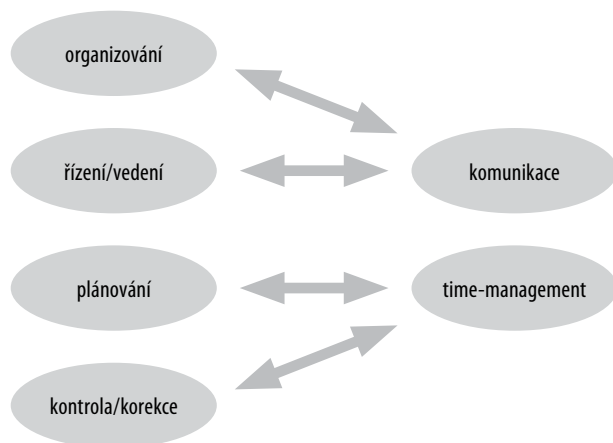 organizování
řízení/vedení
komunikace
plánování
time-management
kontrola/korekce